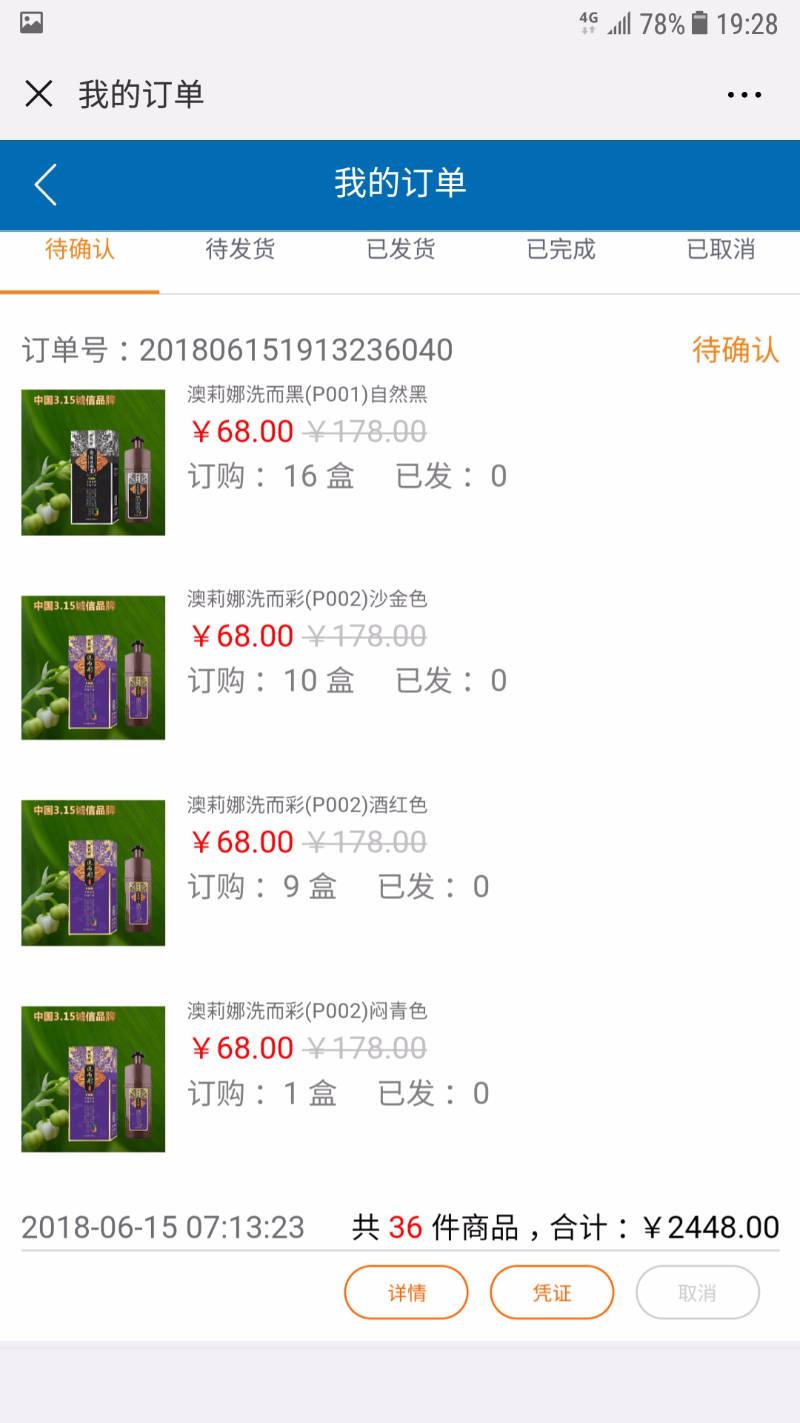 4G 78% 19:28
我的订单
我的订单
待确认 待发货 已发货 已完成 已取消
订单号：201806151913236040 待确认
中国3.15诚信品牌
澳莉娜洗而黑(P001)自然黑
￥68.00 ￥178.00
订购： 16 盒 已发： 0
中国3.15诚信品牌
澳莉娜洗而彩(P002)沙金色
￥68.00 ￥178.00
订购： 10 盒 已发： 0
中国3.15诚信品牌
澳莉娜洗而彩(P002)酒红色
￥68.00 ￥178.00
订购： 9 盒 已发： 0
中国3.15诚信品牌
澳莉娜洗而彩(P002)闷青色
￥68.00 ￥178.00
订购： 1 盒 已发： 0
2018-06-15 07:13:23 共 36 件商品，合计：￥2448.00
详情 凭证 取消